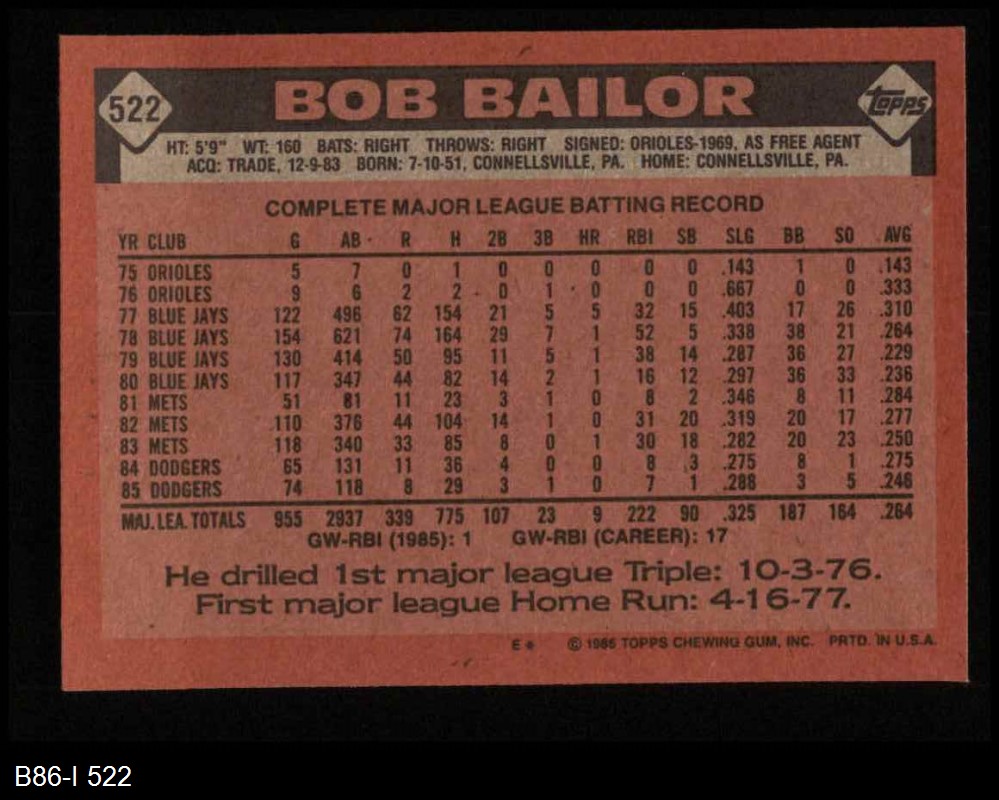 522 BOB BAILOR Topps
HT: 5'9" WT: 160 BATS: RIGHT THROWS: RIGHT SIGNED: ORIOLES-1969, AS FREE AGENT
ACQ: TRADE, 12-9-83 BORN: 7-10-51, CONNELLSVILLE, PA. HOME: CONNELLSVILLE, PA.
COMPLETE MAJOR LEAGUE BATTING RECORD
YR CLUB G AB R H 2B 3B HR RBI SB SLG BB SO AVG
75 ORIOLES 5 7 0 1 0 0 0 0 0 .143 1 0 .143
76 ORIOLES 9 6 2 2 0 1 0 0 0 .667 0 0 .333
77 BLUE JAYS 122 496 62 154 21 5 5 32 15 .403 17 26 .310
78 BLUE JAYS 154 621 74 164 29 7 1 52 5 .338 38 21 .264
79 BLUE JAYS 130 414 50 95 11 5 1 38 14 .287 36 27 .229
80 BLUE JAYS 117 347 44 82 14 2 1 16 12 .297 36 33 .236
81 METS 51 81 11 23 3 1 0 8 2 .346 8 11 .284
82 METS 110 376 44 104 14 1 0 31 20 .319 20 17 .277
83 METS 118 340 33 85 8 0 1 30 18 .282 20 23 .250
84 DODGERS 65 131 11 36 4 0 0 8 3 .275 8 1 .275
85 DODGERS 74 118 8 29 3 1 0 7 1 .288 3 5 .246
MAJ. LEA. TOTALS 955 2937 339 775 107 23 9 222 90 .325 187 164 .264
GW-RBI (1985): 1 GW-RBI (CAREER): 17
He drilled 1st major league Triple: 10-3-76.
First major league Home Run: 4-16-77.
E* © 1986 TOPPS CHEWING GUM, INC. PRTD. IN U.S.A.
B86-I 522